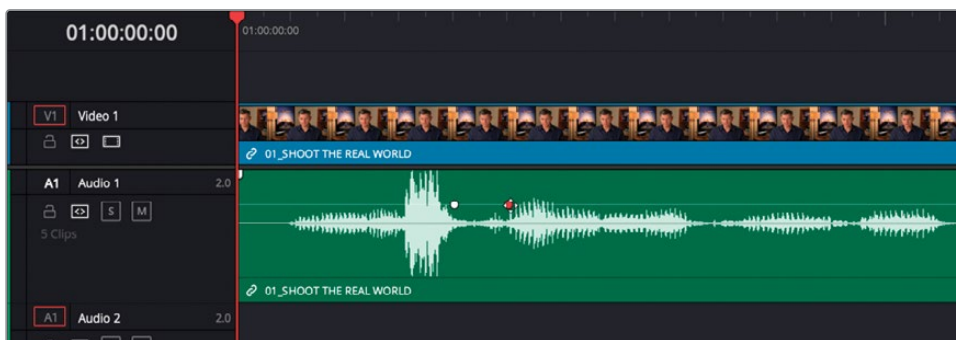 01:00:00:00
01:00:00:00
V1 Video 1
01_SHOOT THE REAL WORLD
A1 Audio 1 2.0
S M
5 Clips
01_SHOOT THE REAL WORLD
A1 Audio 2 2.0